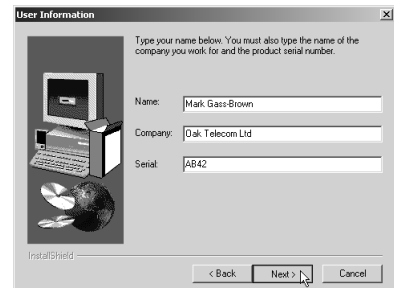 User Information
Type your name below. You must also type the name of the
company you work for and the product serial number.
Name: Mark Gass-Brown
Company: Oak Telecom Ltd
Serial: AB42
InstallShield
< Back Next > Cancel